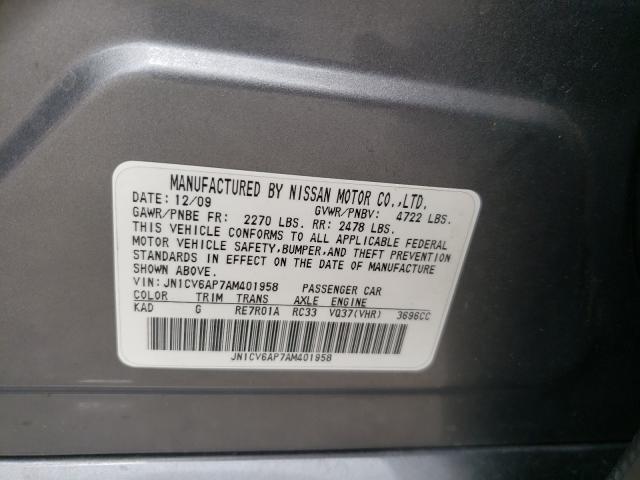 MANUFACTURED BY NISSAN MOTOR CO.,LTD.
DATE: 12/09 GVWR/PNBV: 4722 LBS.
GAWR/PNBE FR: 2270 LBS. RR: 2478 LBS.
THIS VEHICLE CONFORMS TO ALL APPLICABLE FEDERAL
MOTOR VEHICLE SAFETY, BUMPER, AND THEFT PREVENTION
STANDARDS IN EFFECT ON THE DATE OF MANUFACTURE
SHOWN ABOVE.
VIN: JN1CV6AP7AM401958 PASSENGER CAR
COLOR TRIM TRANS AXLE ENGINE
KAD G RE7R01A RC33 VQ37(VHR) 3696CC
JN1CV6AP7AM401958